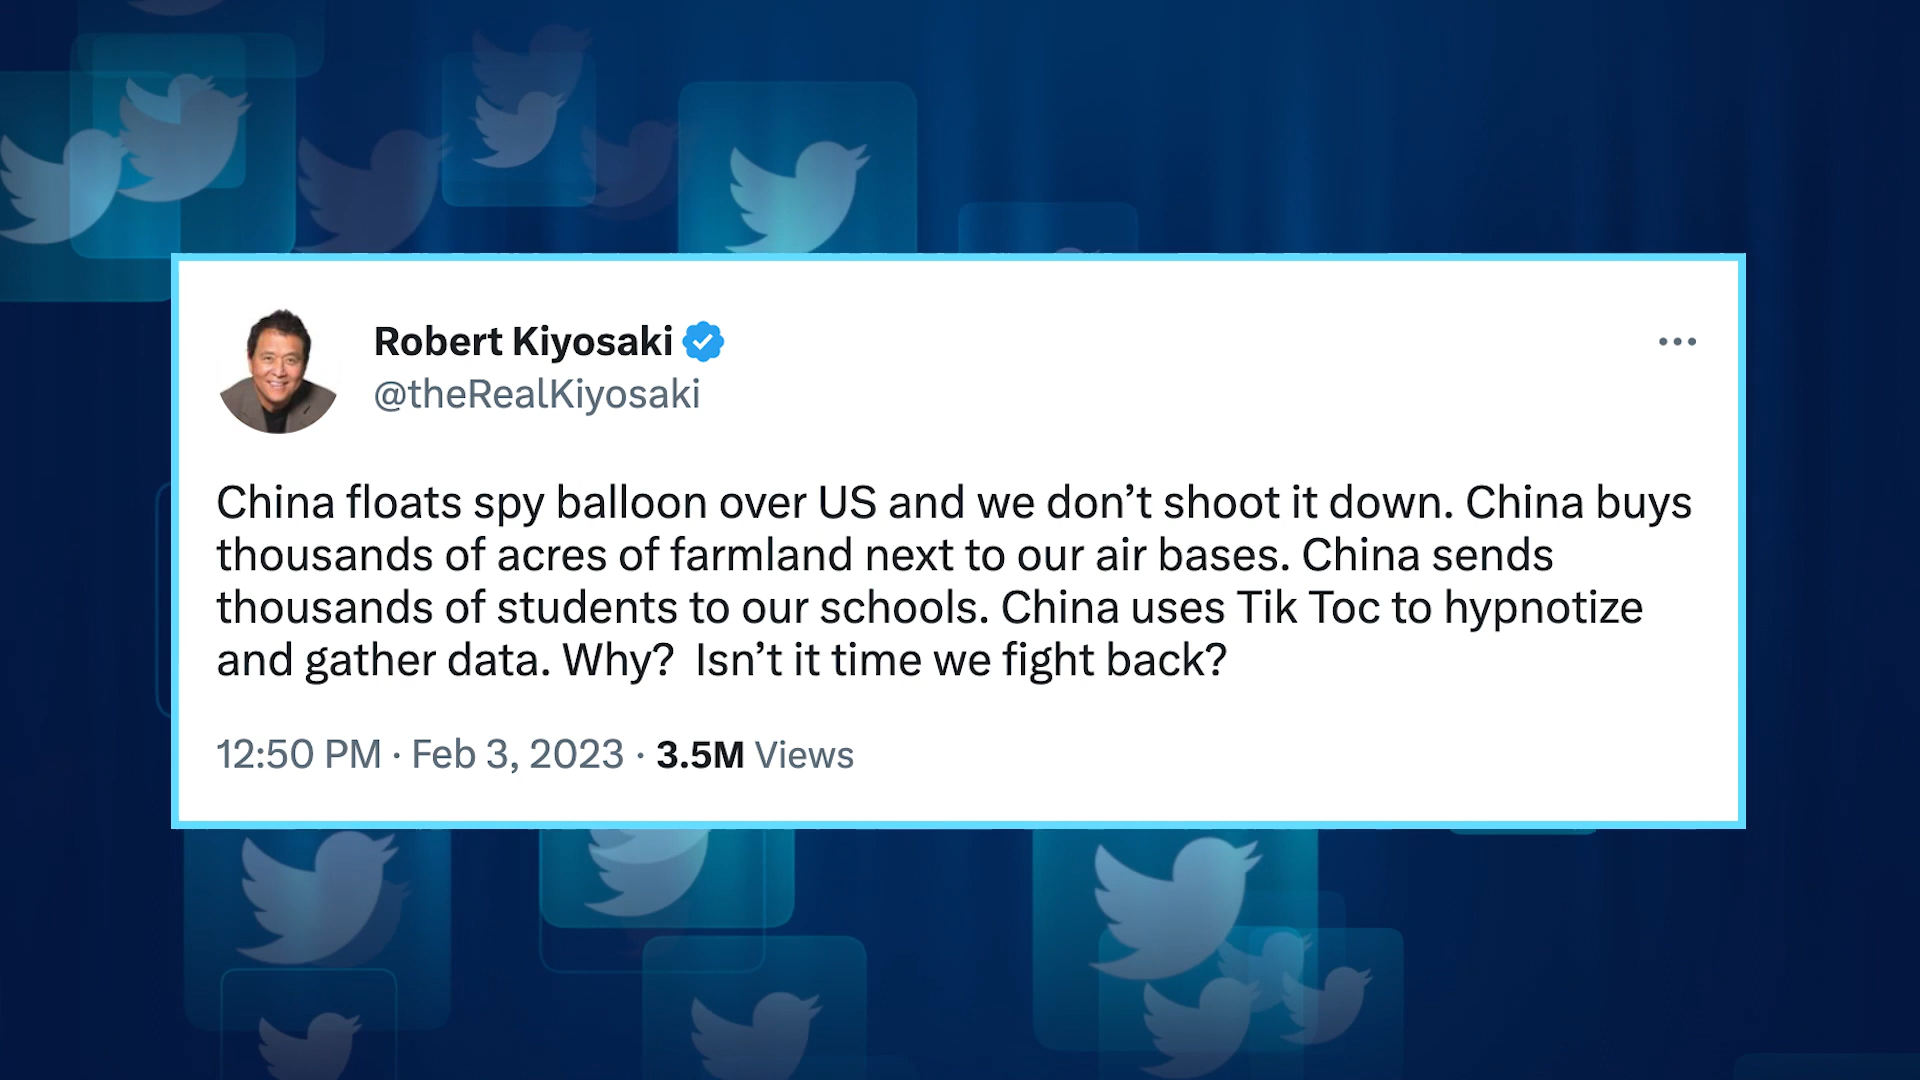 Robert Kiyosaki
@theRealKiyosaki
China floats spy balloon over US and we don’t shoot it down. China buys
thousands of acres of farmland next to our air bases. China sends
thousands of students to our schools. China uses Tik Toc to hypnotize
and gather data. Why?  Isn’t it time we fight back?
12:50 PM · Feb 3, 2023 · 3.5M Views